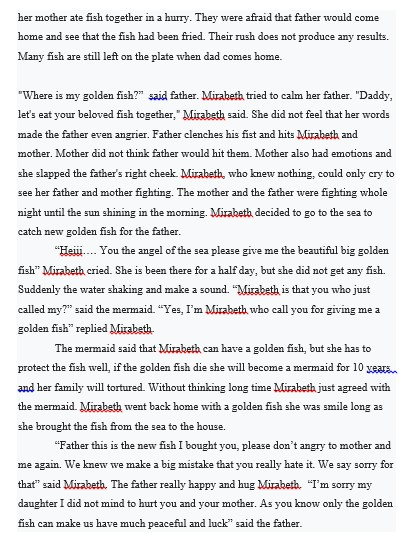 her mother ate fish together in a hurry. They were afraid that father would come
home and see that the fish had been fried. Their rush does not produce any results.
Many fish are still left on the plate when dad comes home.
"Where is my golden fish?” said father. Mirabeth tried to calm her father. "Daddy,
let's eat your beloved fish together," Mirabeth said. She did not feel that her words
made the father even angrier. Father clenches his fist and hits Mirabeth and
mother. Mother did not think father would hit them. Mother also had emotions and
she slapped the father's right cheek. Mirabeth, who knew nothing, could only cry to
see her father and mother fighting. The mother and the father were fighting whole
night until the sun shining in the morning. Mirabeth decided to go to the sea to
catch new golden fish for the father.
“Heiii…. You the angel of the sea please give me the beautiful big golden
fish” Mirabeth cried. She is been there for a half day, but she did not get any fish.
Suddenly the water shaking and make a sound. “Mirabeth is that you who just
called my?” said the mermaid. “Yes, I’m Mirabeth who call you for giving me a
golden fish” replied Mirabeth.
The mermaid said that Mirabeth can have a golden fish, but she has to
protect the fish well, if the golden fish die she will become a mermaid for 10 years
and her family will tortured. Without thinking long time Mirabeth just agreed with
the mermaid. Mirabeth went back home with a golden fish she was smile long as
she brought the fish from the sea to the house.
“Father this is the new fish I bought you, please don’t angry to mother and
me again. We knew we make a big mistake that you really hate it. We say sorry for
that” said Mirabeth. The father really happy and hug Mirabeth. “I’m sorry my
daughter I did not mind to hurt you and your mother. As you know only the golden
fish can make us have much peaceful and luck” said the father.